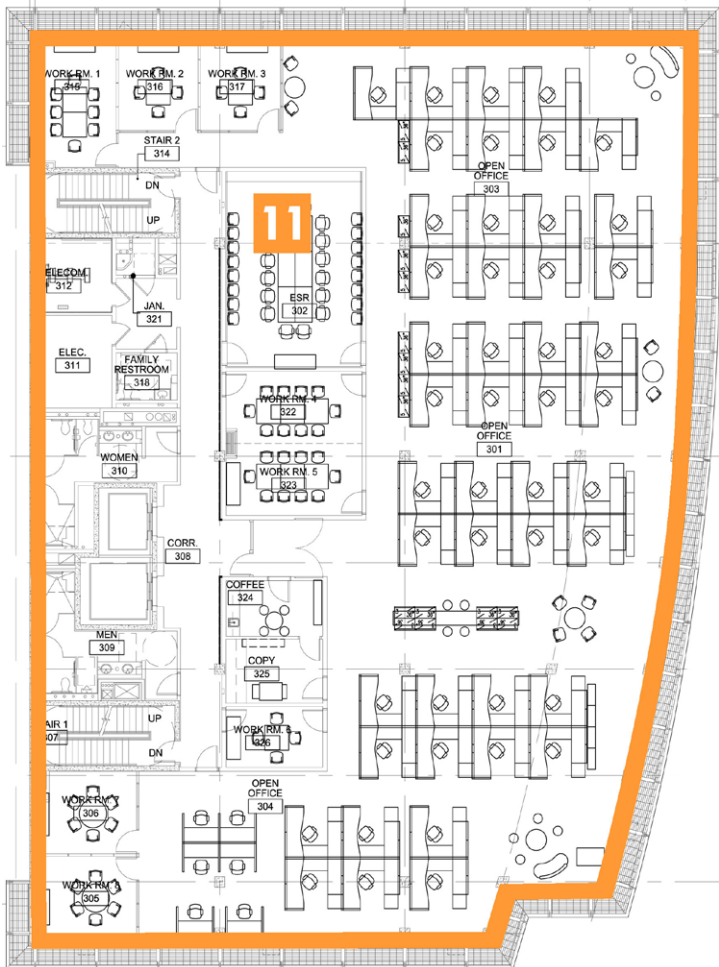 WORK RM. 1
315
WORK RM. 2
316
WORK RM. 3
317
STAIR 2
314
DN
UP
OPEN
OFFICE
303
11
ESR
302
ELECOM
312
JAN.
321
ELEC.
311
FAMILY
RESTROOM
318
WORK RM. 4
322
OPEN
OFFICE
301
WOMEN
310
WORK RM. 5
323
CORR.
308
COFFEE
324
MEN
309
COPY
325
AIR 1
307
UP
DN
WORK RM. 6
326
OPEN
OFFICE
304
WORK RM. 7
306
WORK RM. 8
305